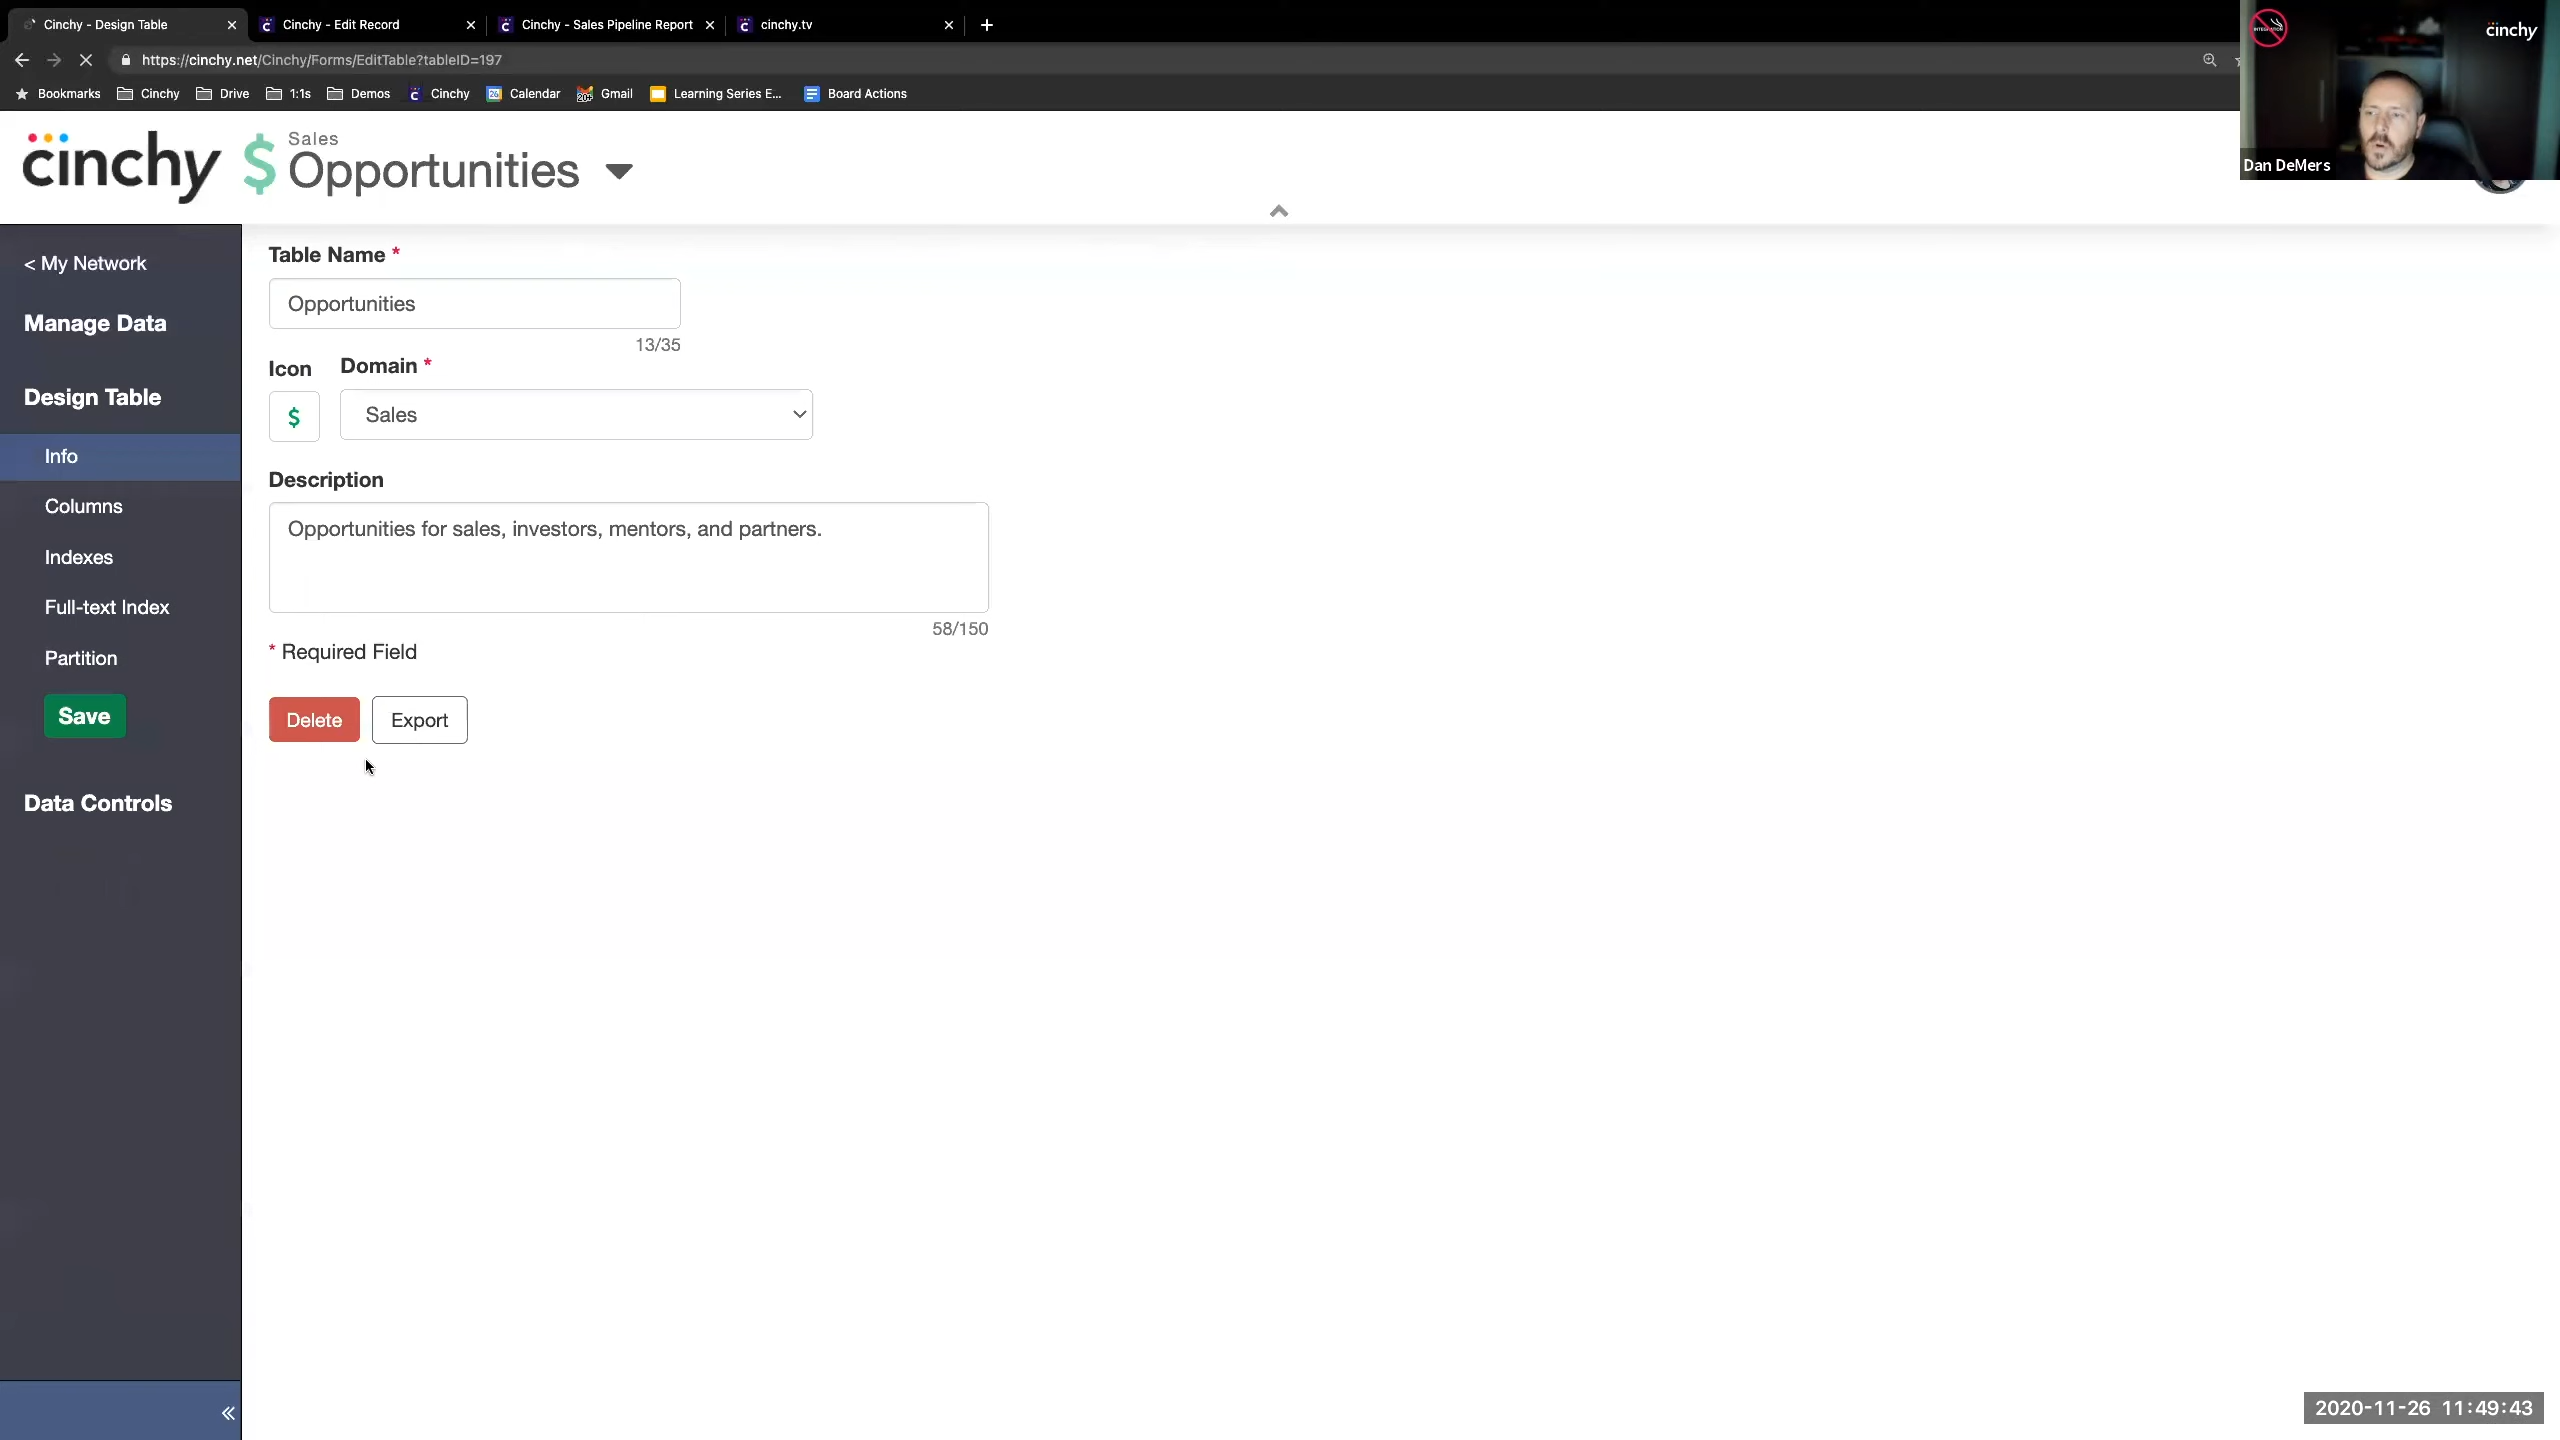 Cinchy - Design Table
Cinchy - Edit Record
Cinchy - Sales Pipeline Report
cinchy.tv
https://cinchy.net/Cinchy/Forms/EditTable?tableID=197
Bookmarks
Cinchy
Drive
1:1s
Demos
Cinchy
Calendar
Gmail
Learning Series E...
Board Actions
cinchy
Dan DeMers
cinchy
Sales
Opportunities
< My Network
Manage Data
Design Table
Info
Columns
Indexes
Full-text Index
Partition
Save
Data Controls
Table Name *
Opportunities
13/35
Icon
Domain *
$
Sales
Description
Opportunities for sales, investors, mentors, and partners.
58/150
* Required Field
Delete
Export
2020-11-26 11:49:43